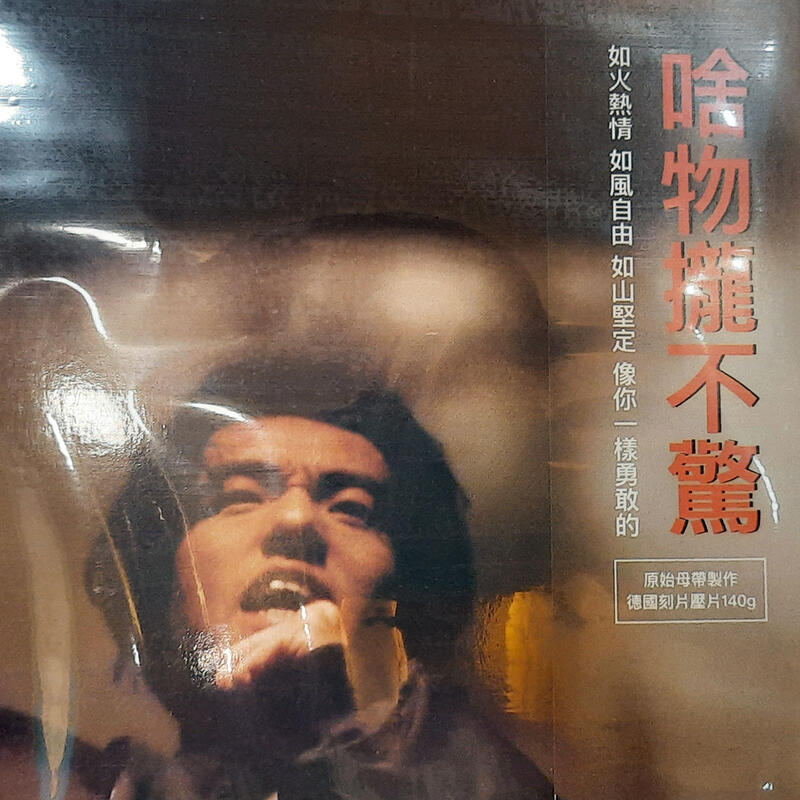 啥物攏不驚
如火熱情 如風自由 如山堅定 像你一樣勇敢的
原始母帶製作
德國刻片壓片140g